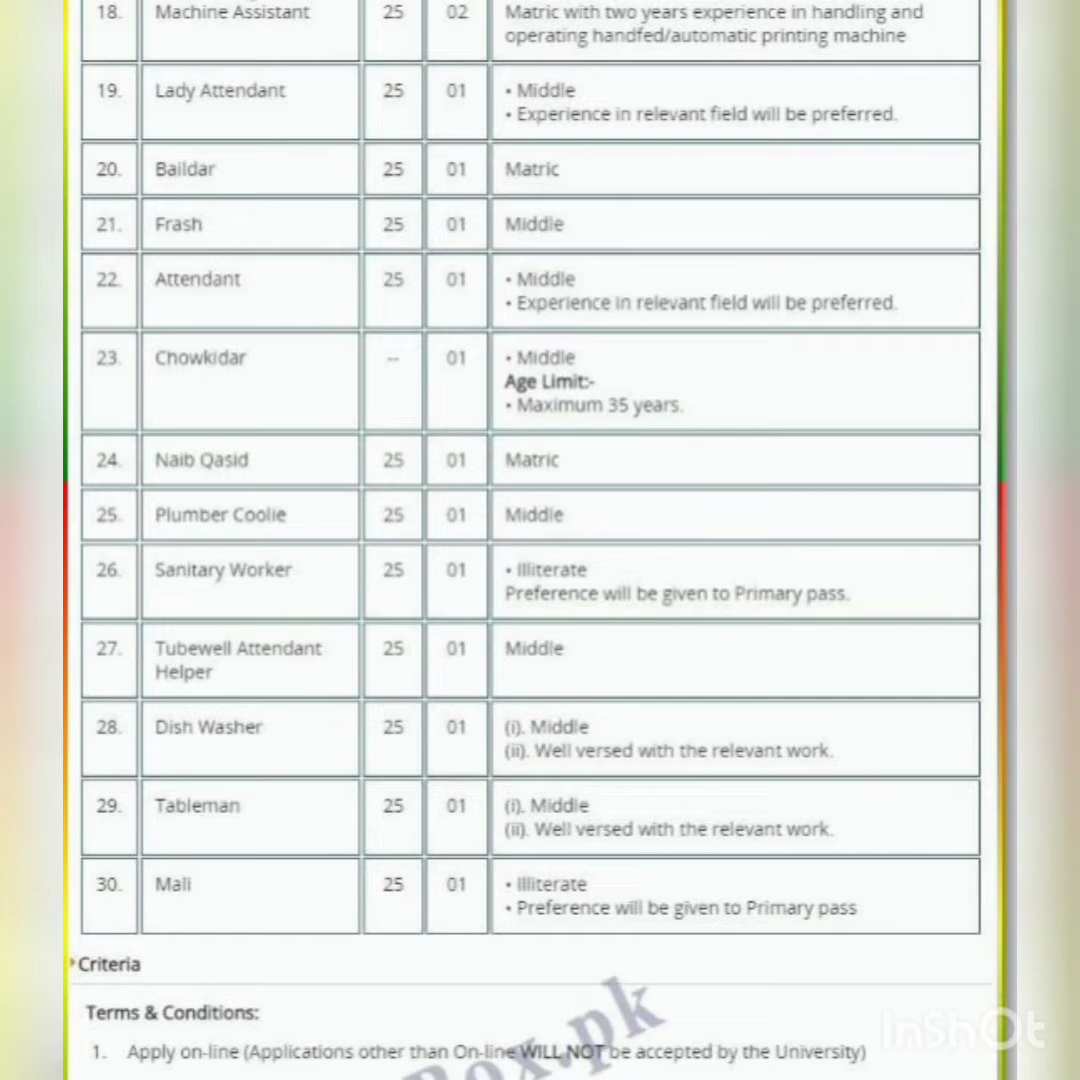 18. Machine Assistant 25 02 Matric with two years experience in handling and
operating handfed/automatic printing machine
19. Lady Attendant 25 01 • Middle
• Experience in relevant field will be preferred.
20. Baildar 25 01 Matric
21. Frash 25 01 Middle
22. Attendant 25 01 • Middle
• Experience in relevant field will be preferred.
23. Chowkidar -- 01 • Middle
Age Limit:-
• Maximum 35 years.
24. Naib Qasid 25 01 Matric
25. Plumber Coolie 25 01 Middle
26. Sanitary Worker 25 01 • Illiterate
Preference will be given to Primary pass.
27. Tubewell Attendant 25 01 Middle
Helper
28. Dish Washer 25 01 (i). Middle
(ii). Well versed with the relevant work.
29. Tableman 25 01 (i). Middle
(ii). Well versed with the relevant work.
30. Mali 25 01 • Illiterate
• Preference will be given to Primary pass
Criteria
Terms & Conditions:
1. Apply on-line (Applications other than On-line WILL NOT be accepted by the University)
Box.pk
InShOt